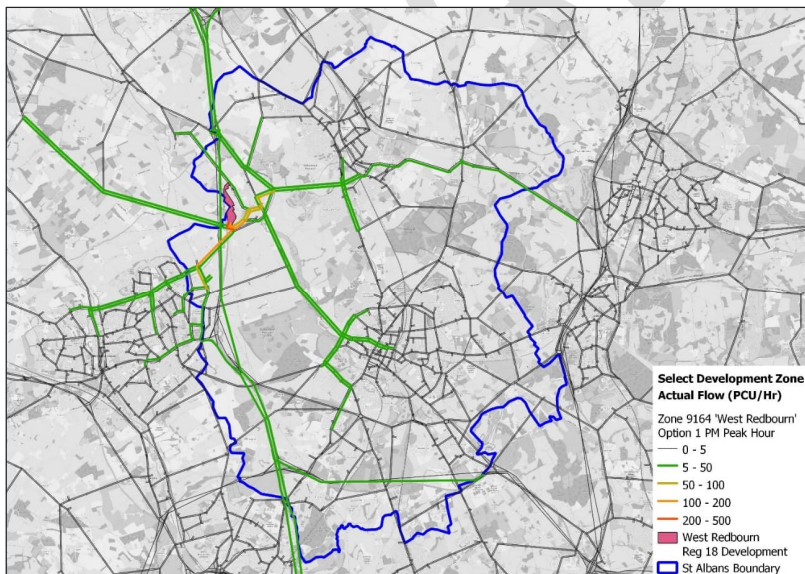 Select Development Zone
Actual Flow (PCU/Hr)
Zone 9164 'West Redbourn'
Option 1 PM Peak Hour
0 - 5
5 - 50
50 - 100
100 - 200
200 - 500
West Redbourn
Reg 18 Development
St Albans Boundary